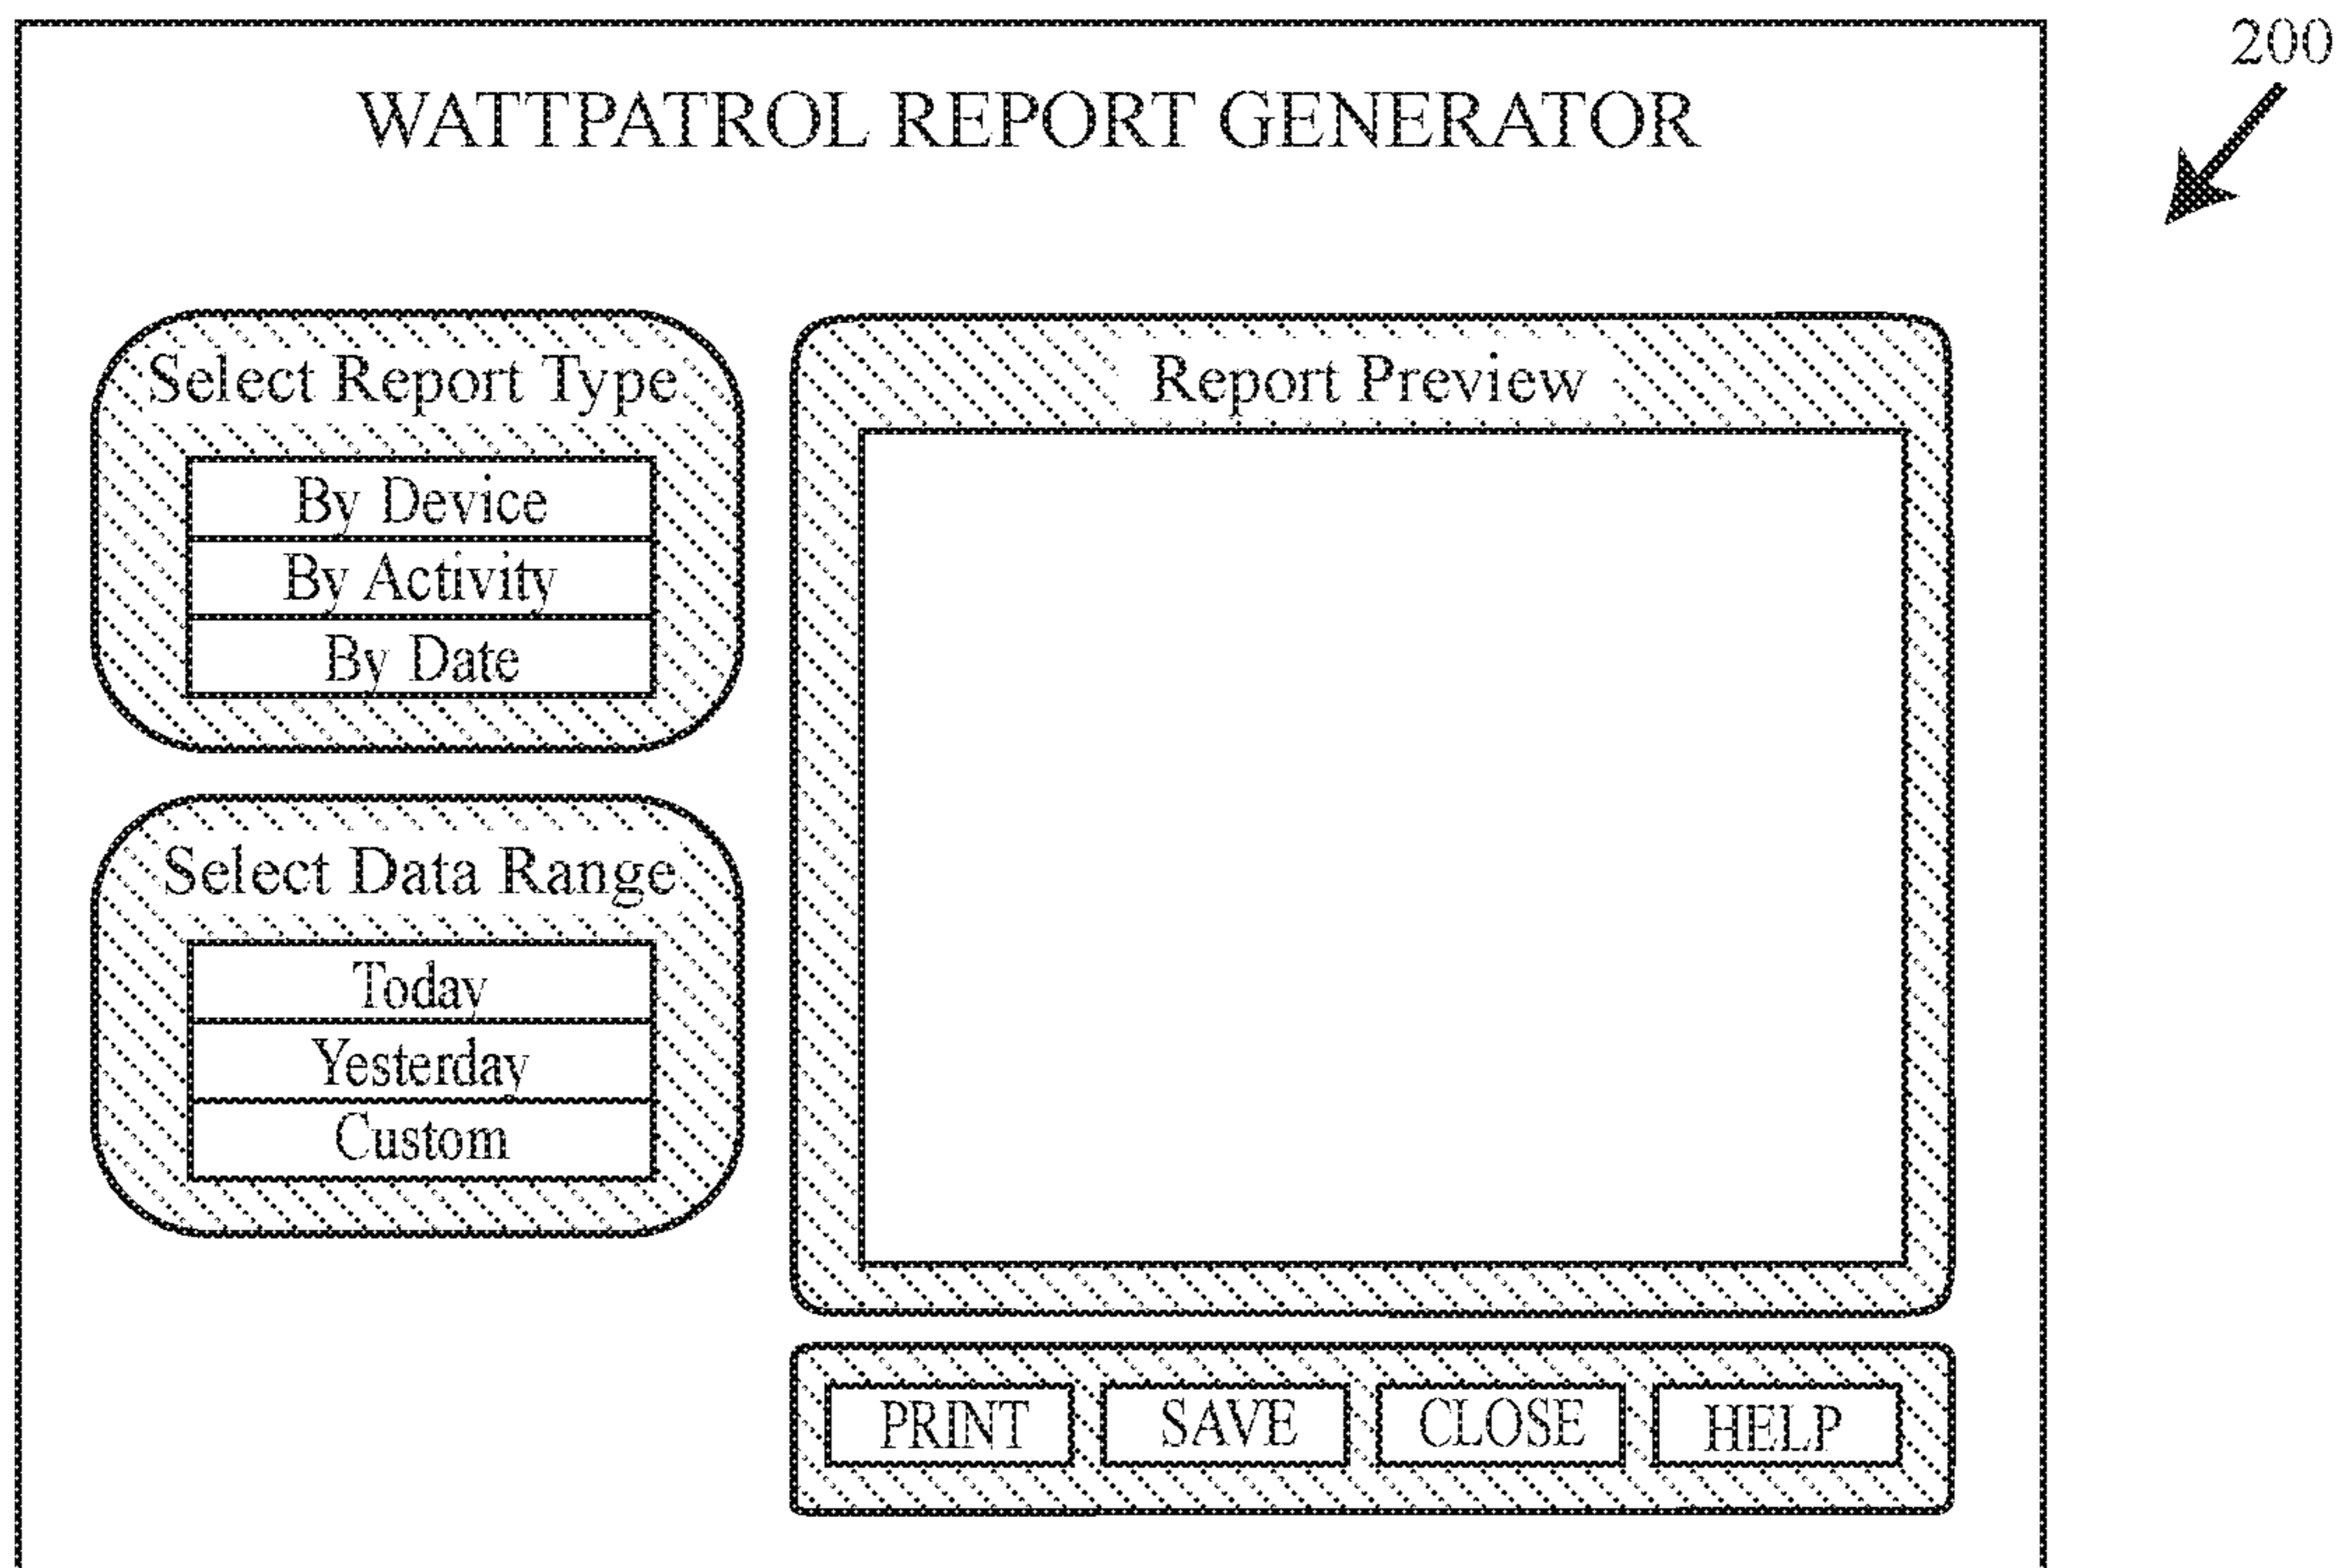 200
WATTPATROL REPORT GENERATOR
Select Report Type
By Device
By Activity
By Date
Select Data Range
Today
Yesterday
Custom
Report Preview
PRINT SAVE CLOSE HELP